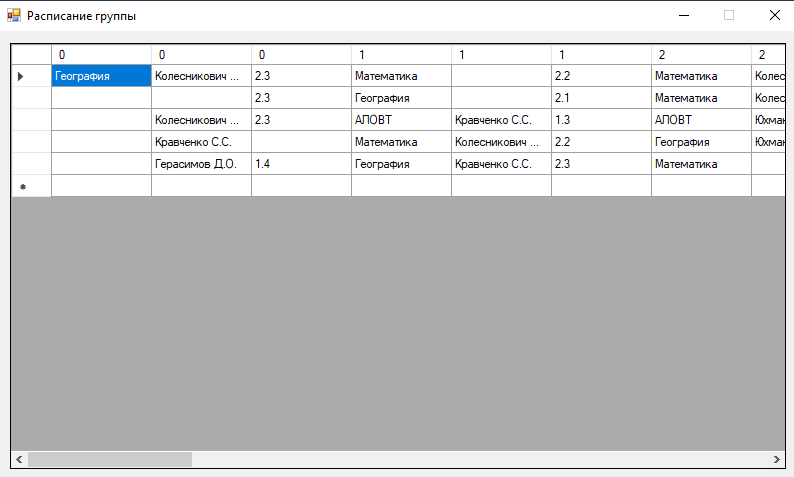 Расписание группы
0 0 0 1 1 1 2 2
География Колесникович ... 2.3 Математика 2.2 Математика Колес
2.3 География 2.1 Математика Колес
Колесникович ... 2.3 АПОВТ Кравченко С.С. 1.3 АПОВТ Юхман
Кравченко С.С. Математика Колесникович ... 2.2 География Юхман
Герасимов Д.О. 1.4 География Кравченко С.С. 2.3 Математика